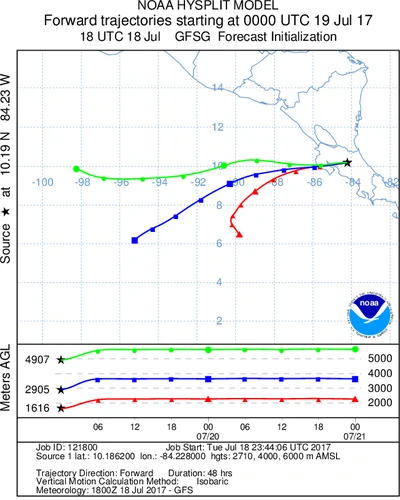 NOAA HYSPLIT MODEL
Forward trajectories starting at 0000 UTC 19 Jul 17
18 UTC 18 Jul GFSG Forecast Initialization
Source ★ at 10.19 N 84.23 W
14
12
10
-100 -98 -96 -94 -92 -90 -88 -86 -84 -82
8
6
4
2
noaa
Meters AGL
4907
2905
1616
5000
4000
3000
2000
06 12 18 00 06 12 18 00
07/20 07/21
Job ID: 121800 Job Start: Tue Jul 18 23:44:06 UTC 2017
Source 1 lat.: 10.186200 lon.: -84.228000 hgts: 2710, 4000, 6000 m AMSL
Trajectory Direction: Forward Duration: 48 hrs
Vertical Motion Calculation Method: Isobaric
Meteorology: 1800Z 18 Jul 2017 - GFS